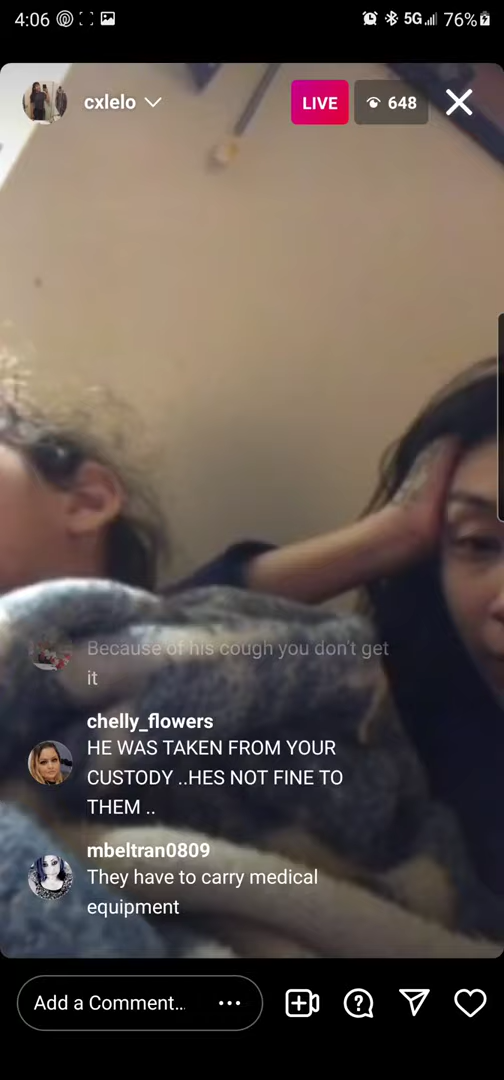 4:06
5G
76%
cxlelo
LIVE
648
Because of his cough you don't get
it
chelly_flowers
HE WAS TAKEN FROM YOUR
CUSTODY ..HES NOT FINE TO
THEM ..
mbeltran0809
They have to carry medical
equipment
Add a Comment...